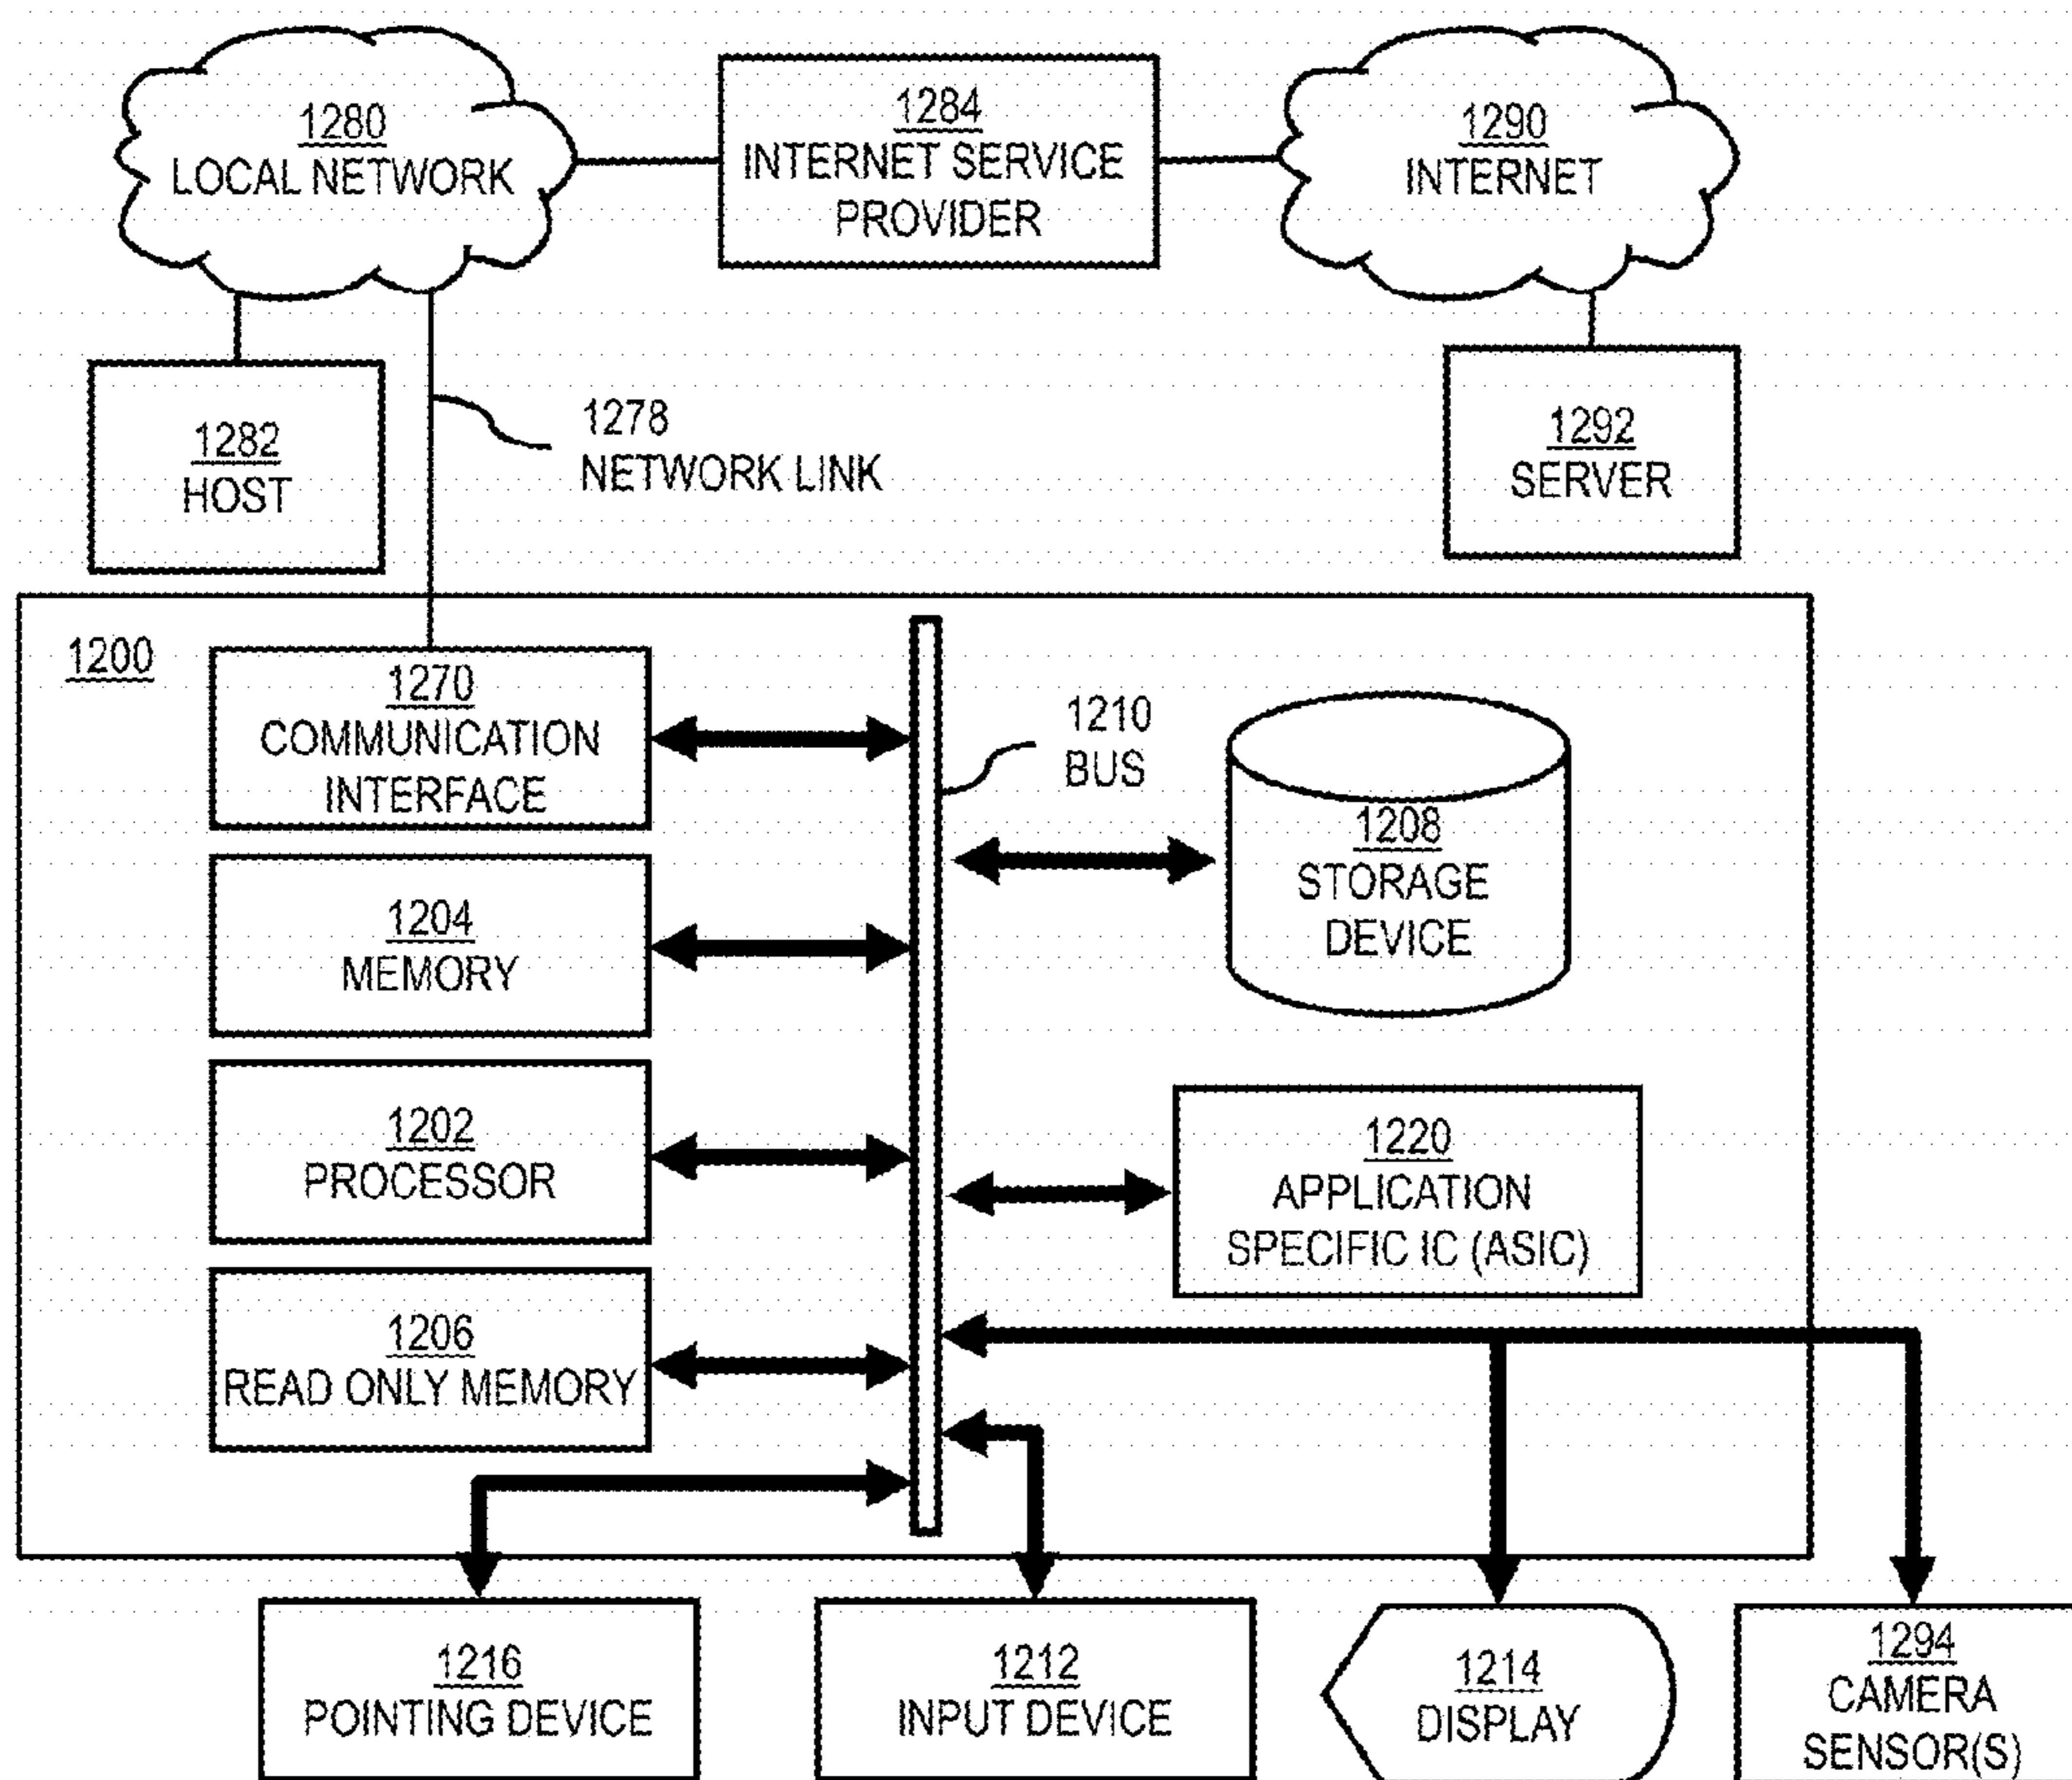 1280
LOCAL NETWORK
1284
INTERNET SERVICE
PROVIDER
1290
INTERNET
1282
HOST
1278
NETWORK LINK
1292
SERVER
1200
1270
COMMUNICATION
INTERFACE
1210
BUS
1208
STORAGE
DEVICE
1204
MEMORY
1202
PROCESSOR
1220
APPLICATION
SPECIFIC IC (ASIC)
1206
READ ONLY MEMORY
1216
POINTING DEVICE
1212
INPUT DEVICE
1214
DISPLAY
1294
CAMERA
SENSOR(S)